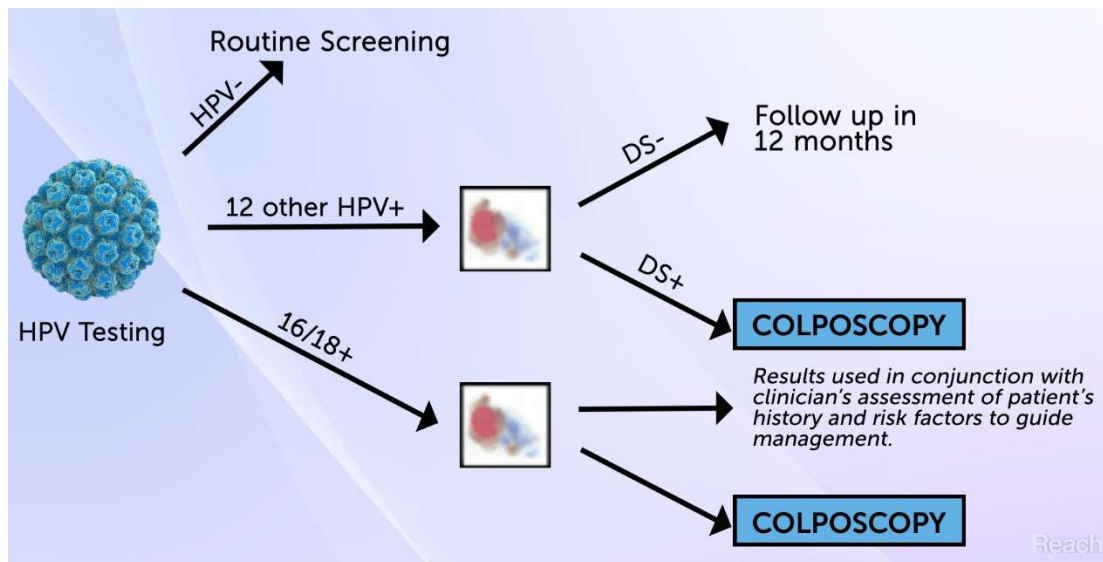 Routine Screening
HPV-
12 other HPV+
16/18+
HPV Testing
DS-
Follow up in
12 months
DS+
COLPOSCOPY
Results used in conjunction with
clinician's assessment of patient's
history and risk factors to guide
management.
COLPOSCOPY
Reach